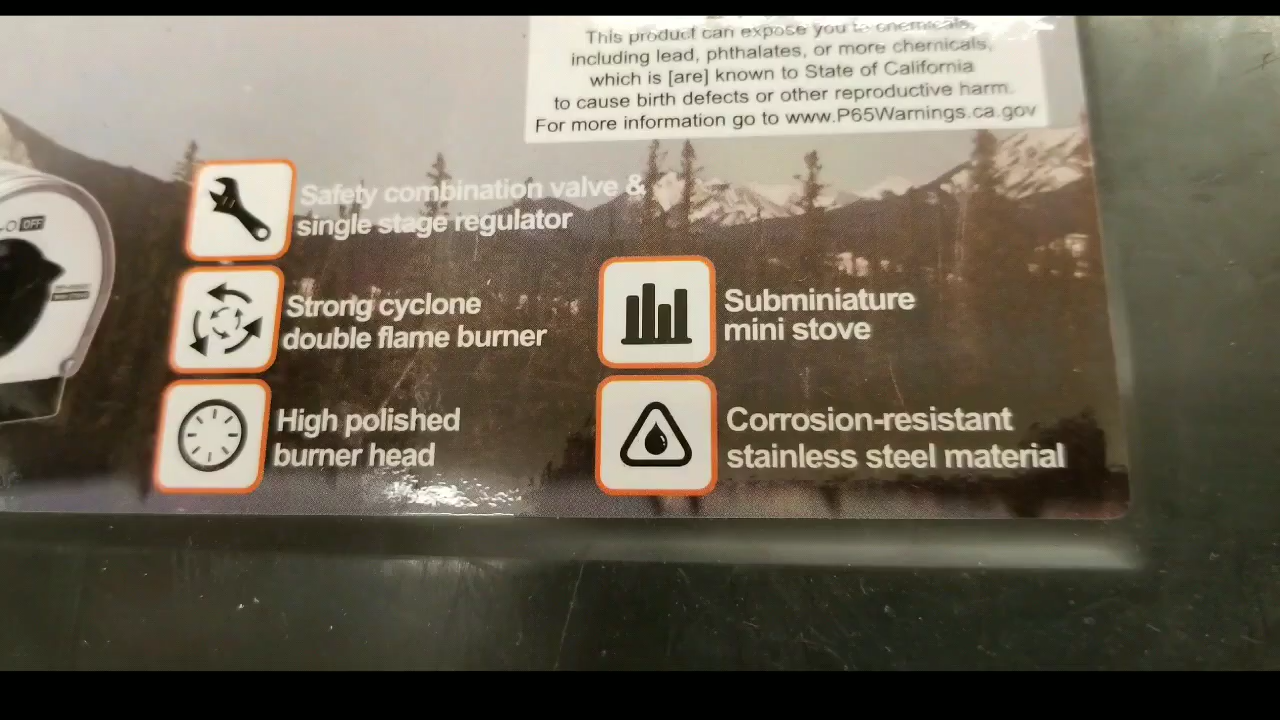 This product can expose you to chemicals,
including lead, phthalates, or more chemicals,
which is [are] known to State of California
to cause birth defects or other reproductive harm.
For more information go to www.P65Warnings.ca.gov
OFF
Safety combination valve &
single stage regulator
Strong cyclone
double flame burner
High polished
burner head
Subminiature
mini stove
Corrosion-resistant
stainless steel material